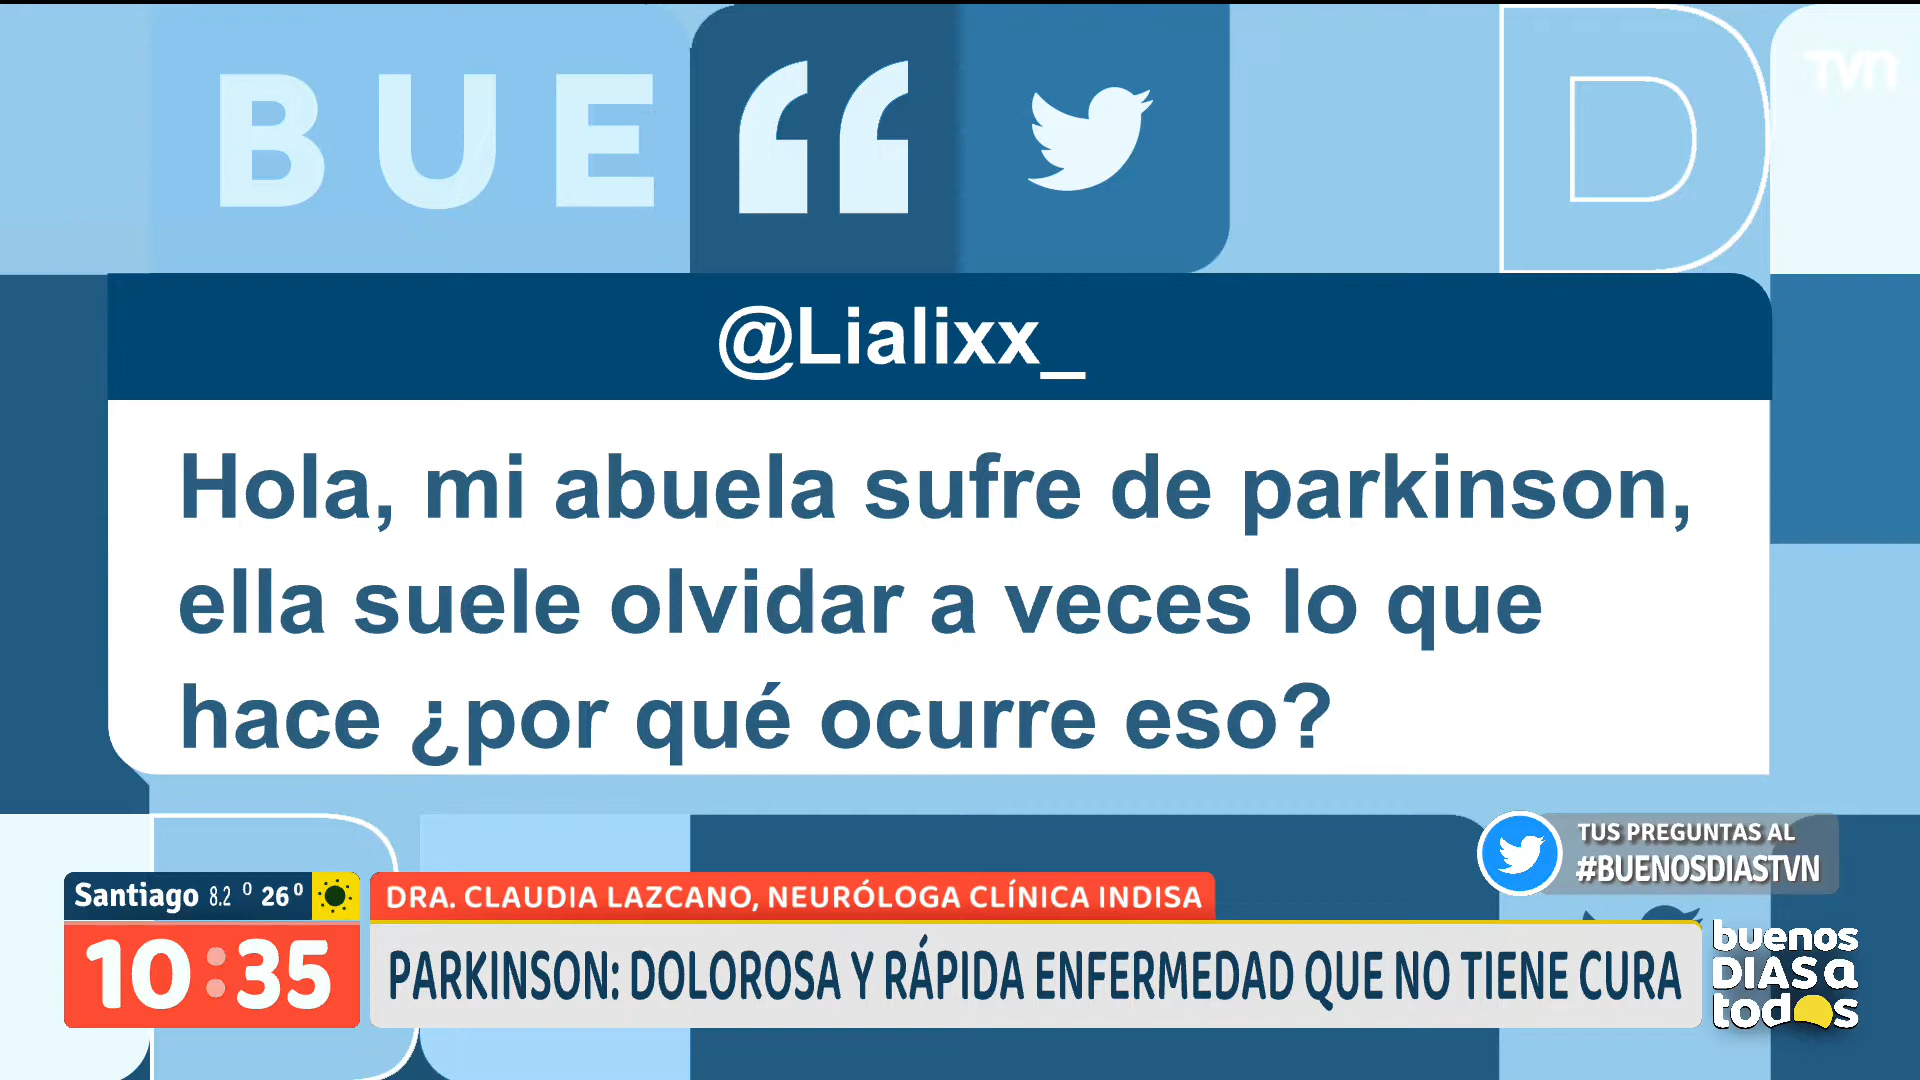 BUE
D
TVN
@Lialixx_
Hola, mi abuela sufre de parkinson,
ella suele olvidar a veces lo que
hace ¿por qué ocurre eso?
TUS PREGUNTAS AL
#BUENOSDIASTVN
Santiago 8.2° 26°
DRA. CLAUDIA LAZCANO, NEURÓLOGA CLÍNICA INDISA
10:35
PARKINSON: DOLOROSA Y RÁPIDA ENFERMEDAD QUE NO TIENE CURA
buenos
DIAS a
todos